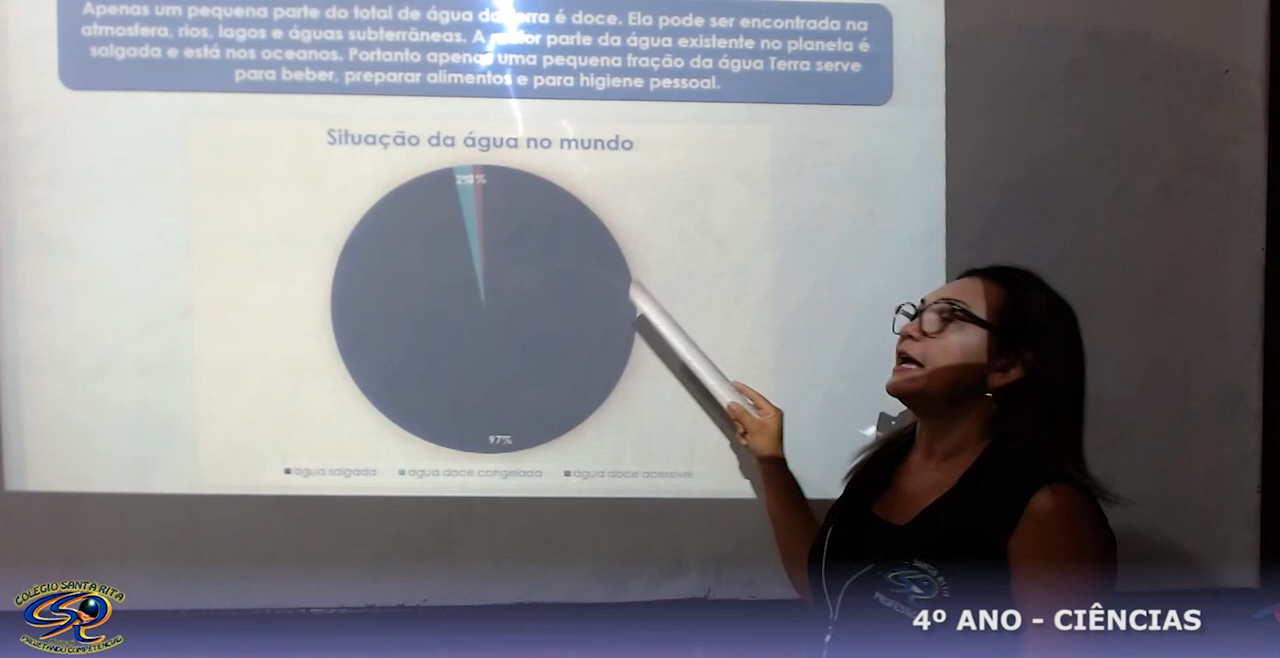 Apenas um pequena parte do total de água da Terra é doce. Ela pode ser encontrada na
atmosfera, rios, lagos e águas subterrâneas. A maior parte da água existente no planeta é
salgada e está nos oceanos. Portanto apenas uma pequena fração da água Terra serve
para beber, preparar alimentos e para higiene pessoal.
Situação da água no mundo
97%
água salgada água doce congelada água doce acessível
COLÉGIO SANTA RITA
PROJETANDO COMPETÊNCIAS
4º ANO - CIÊNCIAS